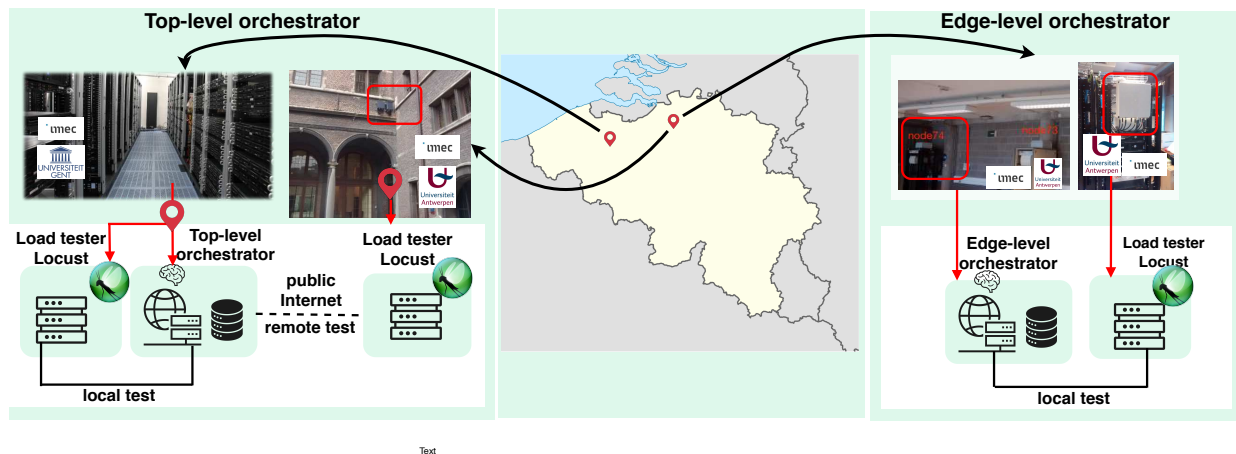 Top-level orchestrator
Edge-level orchestrator
imec
UNIVERSITEIT
GENT
imec
Universiteit
Antwerpen
node74
imec
Universiteit
Antwerpen
Universiteit
Antwerpen
imec
Load tester
Locust
Top-level
orchestrator
public
Internet
remote test
Load tester
Locust
local test
Edge-level
orchestrator
Load tester
Locust
local test
Text